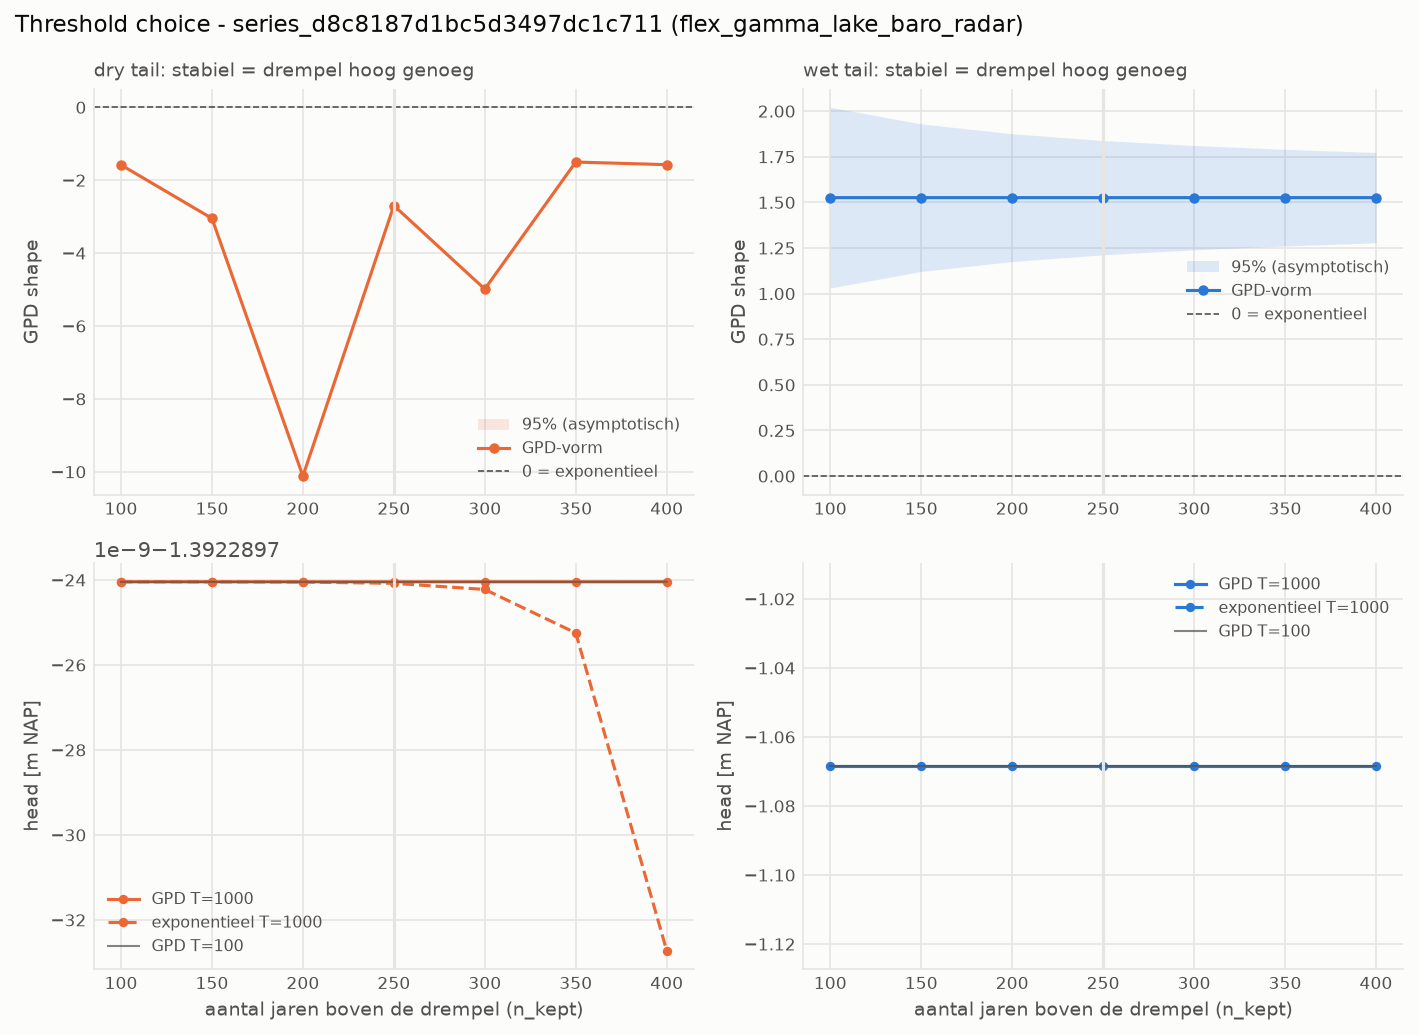 Threshold choice - series_d8c8187d1bc5d3497dc1c711 (flex_gamma_lake_baro_radar)
dry tail: stabiel = drempel hoog genoeg
GPD shape
0
−2
−4
−6
−8
−10
95% (asymptotisch)
GPD-vorm
0 = exponentieel
100 150 200 250 300 350 400
wet tail: stabiel = drempel hoog genoeg
GPD shape
2.00
1.75
1.50
1.25
1.00
0.75
0.50
0.25
0.00
95% (asymptotisch)
GPD-vorm
0 = exponentieel
100 150 200 250 300 350 400
1e−9−1.3922897
head [m NAP]
−24
−26
−28
−30
−32
GPD T=1000
exponentieel T=1000
GPD T=100
100 150 200 250 300 350 400
aantal jaren boven de drempel (n_kept)
head [m NAP]
−1.02
−1.04
−1.06
−1.08
−1.10
−1.12
GPD T=1000
exponentieel T=1000
GPD T=100
100 150 200 250 300 350 400
aantal jaren boven de drempel (n_kept)